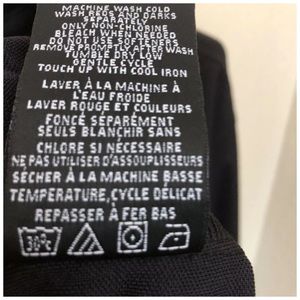 MACHINE WASH COLD
WASH REDS AND DARKS
SEPARATELY
ONLY NON-CHLORINE
BLEACH WHEN NEEDED
DO NOT USE SOFTENERS
REMOVE PROMPTLY AFTER WASH
TUMBLE DRY LOW
GENTLE CYCLE
TOUCH UP WITH COOL IRON
LAVER À LA MACHINE À
L'EAU FROIDE
LAVER ROUGE ET COULEURS
FONCÉ SÉPARÉMENT
SEULS BLANCHIR SANS
CHLORE SI NÉCESSAIRE
NE PAS UTILISER D'ASSOUPLISSEURS
SÉCHER À LA MACHINE BASSE
TEMPÉRATURE, CYCLE DÉLICAT
REPASSER À FER BAS
30°C